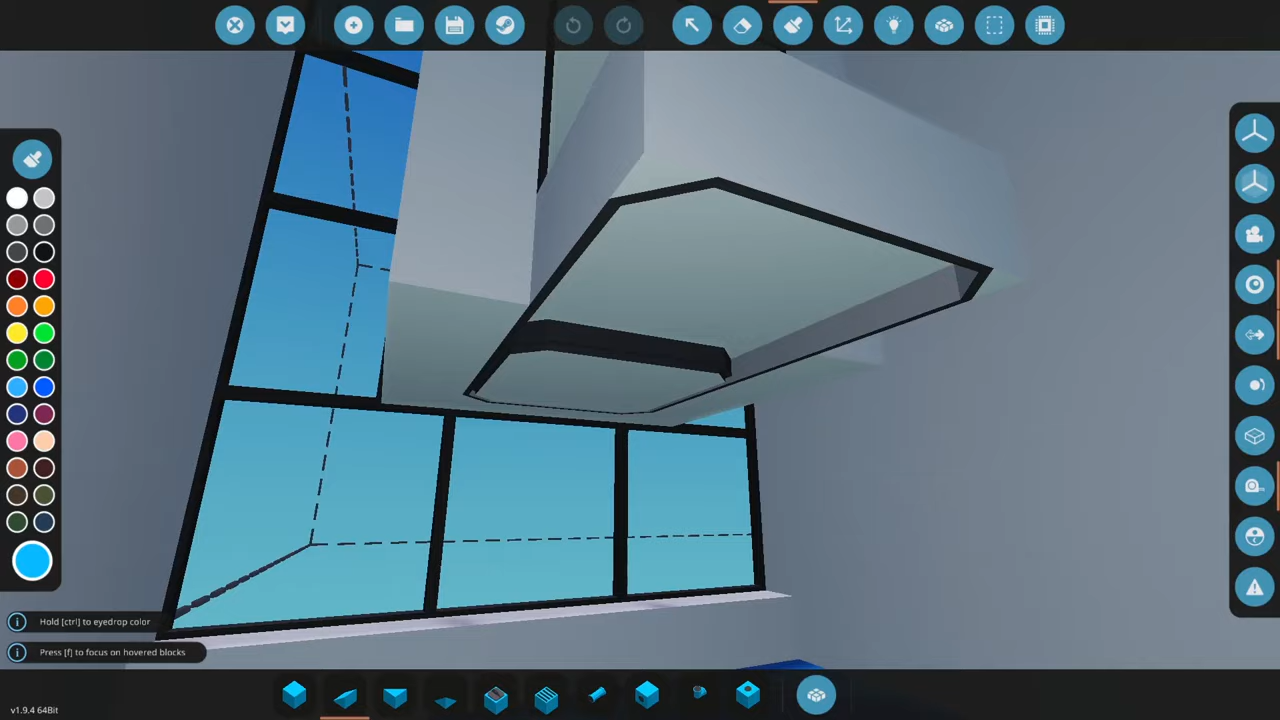 Hold [ctrl] to eyedrop color
Press [f] to focus on hovered blocks
v1.9.4 64Bit